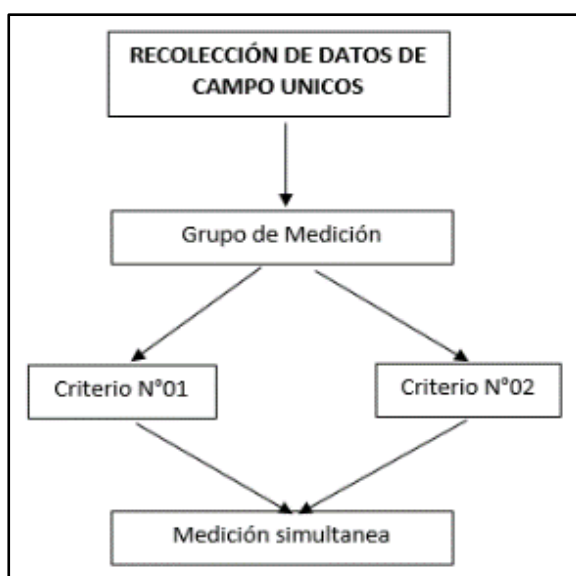 RECOLECCIÓN DE DATOS DE
CAMPO UNICOS
Grupo de Medición
Criterio N°01
Criterio N°02
Medición simultanea